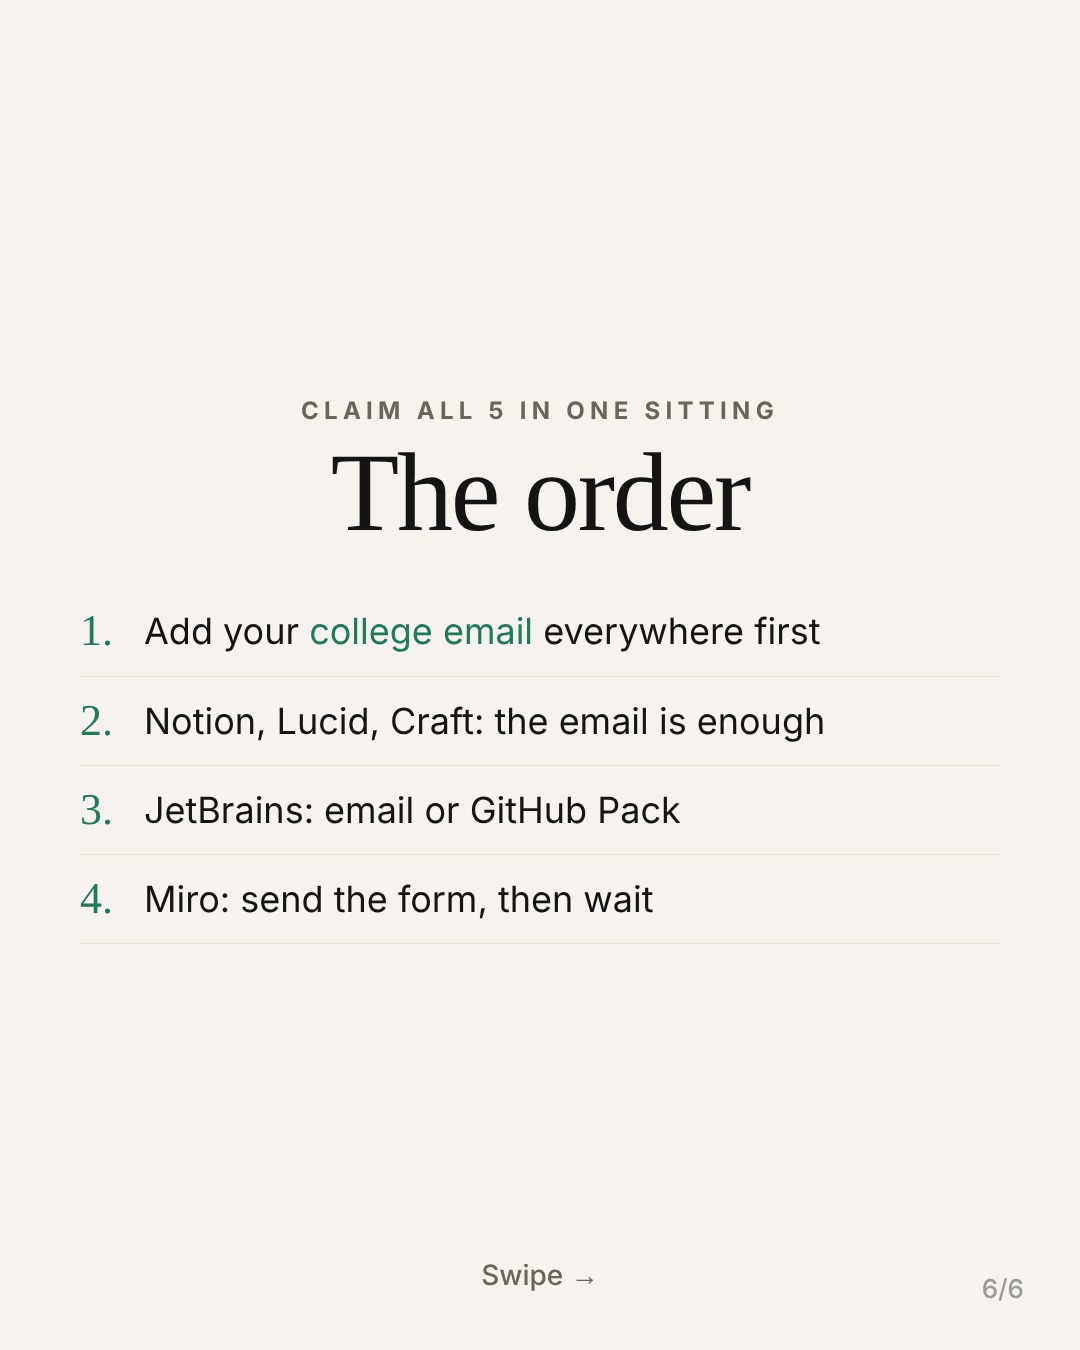 CLAIM ALL 5 IN ONE SITTING
The order
1. Add your college email everywhere first
2. Notion, Lucid, Craft: the email is enough
3. JetBrains: email or GitHub Pack
4. Miro: send the form, then wait
Swipe →
6/6